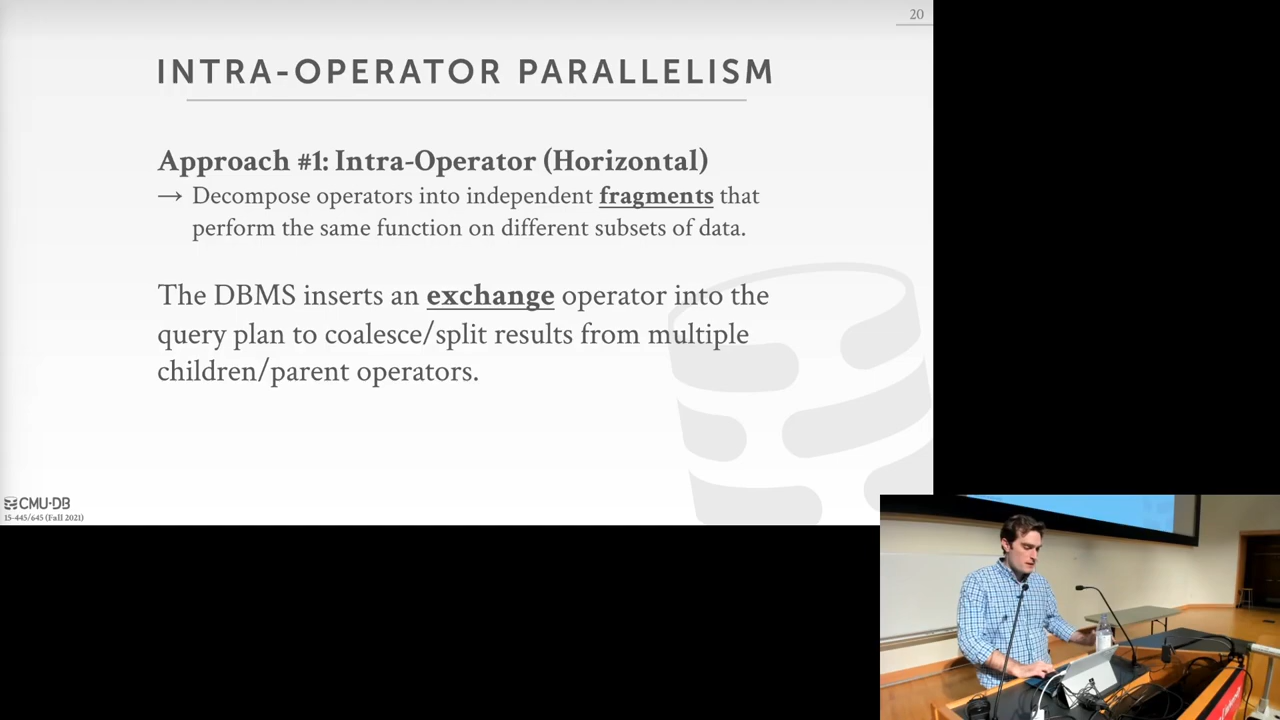 20
INTRA-OPERATOR PARALLELISM
Approach #1: Intra-Operator (Horizontal)
→ Decompose operators into independent fragments that
perform the same function on different subsets of data.
The DBMS inserts an exchange operator into the
query plan to coalesce/split results from multiple
children/parent operators.
CMU·DB
15-445/645 (Fall 2021)